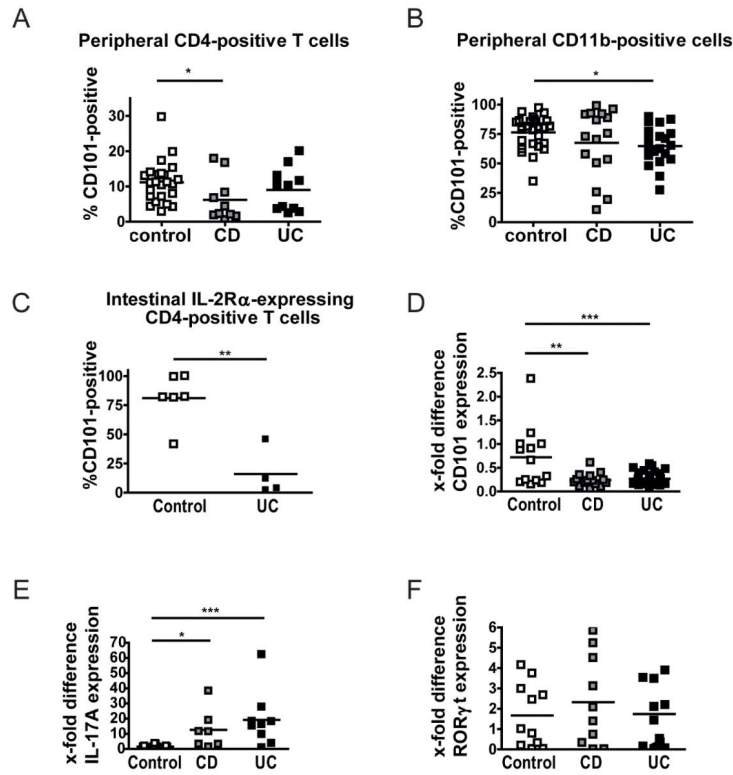 A
Peripheral CD4-positive T cells
*
% CD101-positive
30
20
10
0
control CD UC
B
Peripheral CD11b-positive cells
*
%CD101-positive
100
75
50
25
0
control CD UC
C
Intestinal IL-2Rα-expressing
CD4-positive T cells
**
%CD101-positive
100
75
50
25
0
Control UC
D
***
**
x-fold difference
CD101 expression
2.5
2.0
1.5
1.0
0.5
0.0
Control CD UC
E
***
*
x-fold difference
IL-17A expression
70
60
50
40
30
20
10
0
Control CD UC
F
x-fold difference
RORγt expression
6
5
4
3
2
1
0
Control CD UC